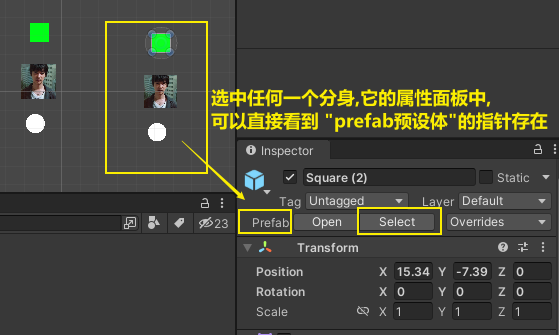 选中任何一个分身,它的属性面板中,
可以直接看到 "prefab预设体"的指针存在
Inspector
Square (2)
Static
Tag Untagged Layer Default
23
Prefab Open Select Overrides
Transform
Position X 15.34 Y -7.39 Z 0
Rotation X 0 Y 0 Z 0
Scale X 1 Y 1 Z 1